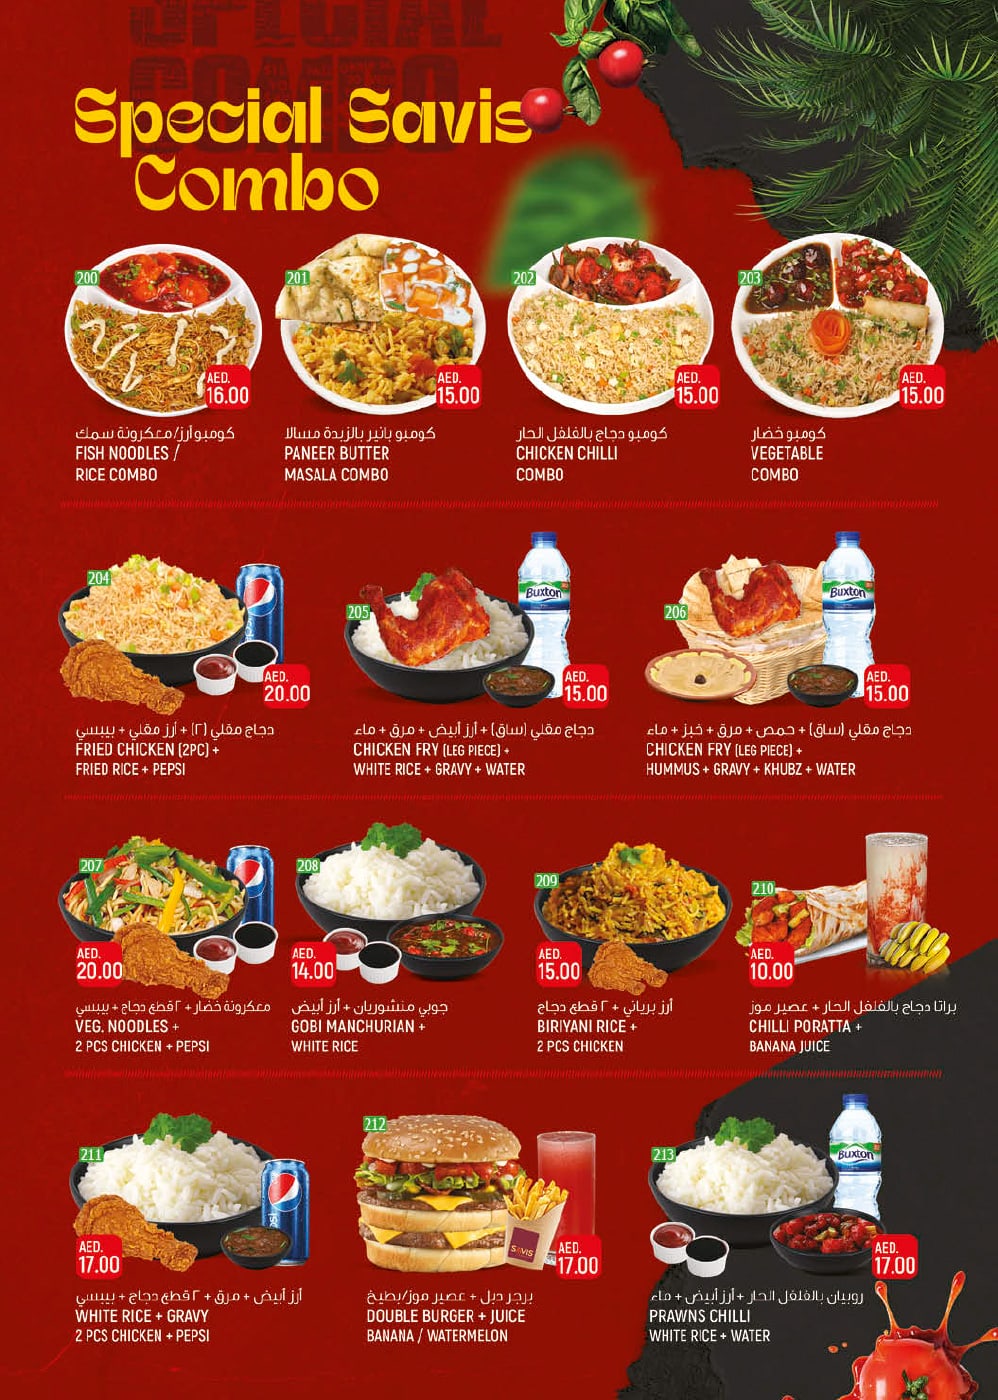 SPECIAL
COMBO
Special Savis
Combo
200
AED.
16.00
كومبو أرز/ معكرونة سمك
FISH NOODLES /
RICE COMBO
201
AED.
15.00
كومبو بانير بالزبدة مسالا
PANEER BUTTER
MASALA COMBO
202
AED.
15.00
كومبو دجاج بالفلفل الحار
CHICKEN CHILLI
COMBO
203
AED.
15.00
كومبو خضار
VEGETABLE
COMBO
204
pepsi
AED.
20.00
دجاج مقلي (٢) + أرز مقلي + بيبسي
FRIED CHICKEN (2PC) +
FRIED RICE + PEPSI
205
Buxton
AED.
15.00
دجاج مقلي (ساق) + أرز أبيض + مرق + ماء
CHICKEN FRY (LEG PIECE) +
WHITE RICE + GRAVY + WATER
206
Buxton
AED.
15.00
دجاج مقلي (ساق) + حمص + مرق + خبز + ماء
CHICKEN FRY (LEG PIECE) +
HUMMUS + GRAVY + KHUBZ + WATER
207
pepsi
AED.
20.00
معكرونة خضار + ٢ قطع دجاج + بيبسي
VEG. NOODLES +
2 PCS CHICKEN + PEPSI
208
AED.
14.00
جوبي منشوريان + أرز أبيض
GOBI MANCHURIAN +
WHITE RICE
209
AED.
15.00
أرز برياني + ٢ قطع دجاج
BIRIYANI RICE +
2 PCS CHICKEN
210
AED.
10.00
براتا دجاج بالفلفل الحار + عصير موز
CHILLI PORATTA +
BANANA JUICE
211
pepsi
AED.
17.00
أرز أبيض + مرق + ٢ قطع دجاج + بيبسي
WHITE RICE + GRAVY
2 PCS CHICKEN + PEPSI
212
SAVIS
AED.
17.00
برجر دبل + عصير موز/بطيخ
DOUBLE BURGER + JUICE
BANANA / WATERMELON
213
Buxton
AED.
17.00
روبيان بالفلفل الحار + أرز أبيض + ماء
PRAWNS CHILLI
WHITE RICE + WATER